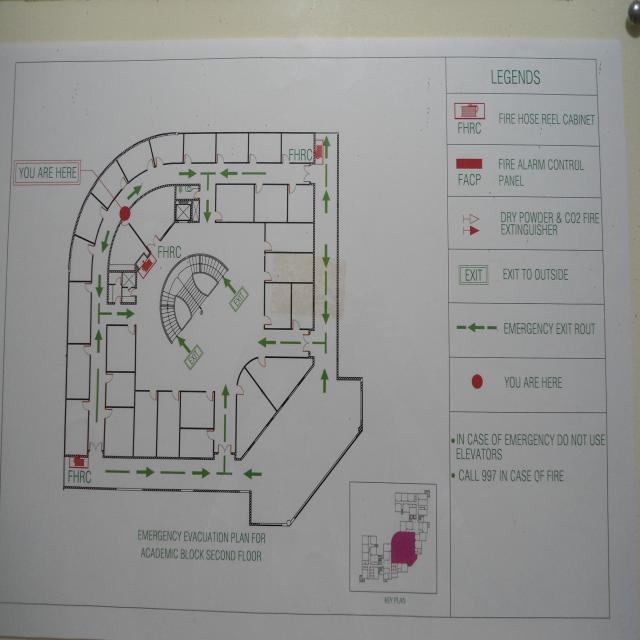 LEGENDS
FHRC
FIRE HOSE REEL CABINET
FACP
FIRE ALARM CONTROL
PANEL
DRY POWDER & CO2 FIRE
EXTINGUISHER
EXIT
EXIT TO OUTSIDE
EMERGENCY EXIT ROUT
YOU ARE HERE
•IN CASE OF EMERGENCY DO NOT USE
ELEVATORS
• CALL 997 IN CASE OF FIRE
YOU ARE HERE
FHRC
FHRC
EXIT
EXIT
FHRC
EMERGENCY EVACUATION PLAN FOR
ACADEMIC BLOCK SECOND FLOOR
KEY PLAN